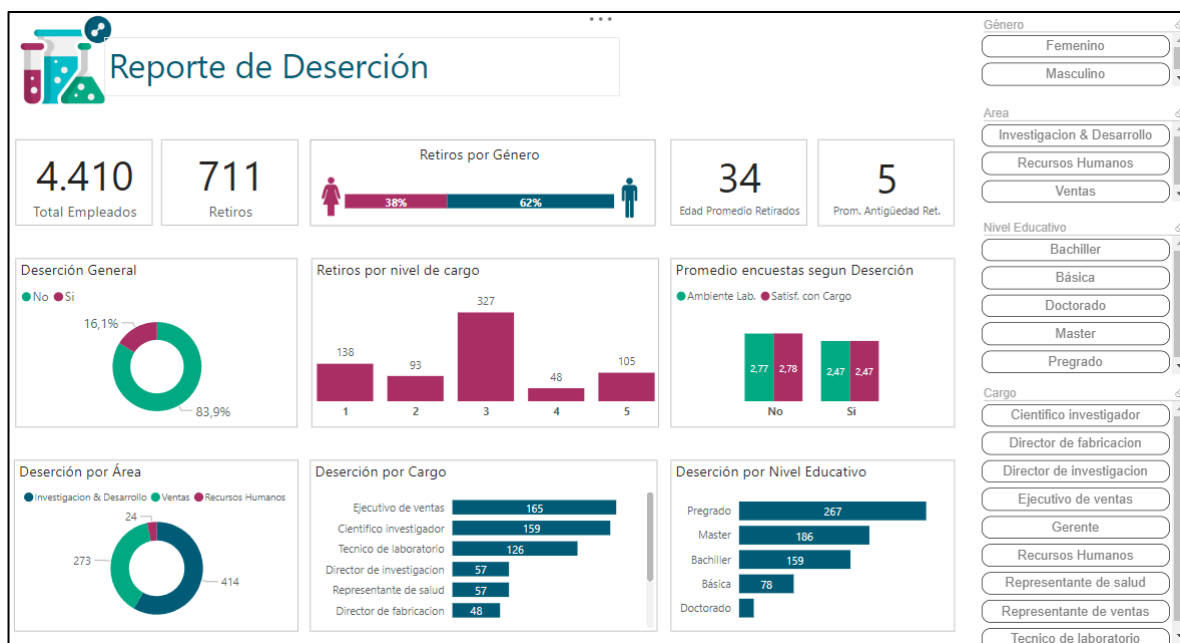 Reporte de Deserción
4.410
Total Empleados
711
Retiros
Retiros por Género
38%
62%
34
Edad Promedio Retirados
5
Prom. Antigüedad Ret.
Deserción General
No Si
16,1%
83,9%
Retiros por nivel de cargo
138
93
327
48
105
1 2 3 4 5
Promedio encuestas segun Deserción
Ambiente Lab. Satisf. con Cargo
2,77 2,78 2,47 2,47
No Si
Deserción por Área
Investigacion & Desarrollo Ventas Recursos Humanos
24
273
414
Deserción por Cargo
Ejecutivo de ventas 165
Cientifico investigador 159
Tecnico de laboratorio 126
Director de investigacion 57
Representante de salud 57
Director de fabricacion 48
Deserción por Nivel Educativo
Pregrado 267
Master 186
Bachiller 159
Básica 78
Doctorado
Género
Femenino
Masculino
Area
Investigacion & Desarrollo
Recursos Humanos
Ventas
Nivel Educativo
Bachiller
Básica
Doctorado
Master
Pregrado
Cargo
Cientifico investigador
Director de fabricacion
Director de investigacion
Ejecutivo de ventas
Gerente
Recursos Humanos
Representante de salud
Representante de ventas
Tecnico de laboratorio